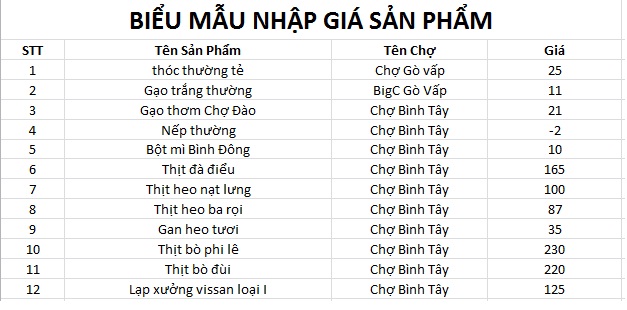 BIỂU MẪU NHẬP GIÁ SẢN PHẨM
STT Tên Sản Phẩm Tên Chợ Giá
1 thóc thường tẻ Chợ Gò vấp 25
2 Gạo trắng thường BigC Gò Vấp 11
3 Gạo thơm Chợ Đào Chợ Bình Tây 21
4 Nếp thường Chợ Bình Tây -2
5 Bột mì Bình Đông Chợ Bình Tây 10
6 Thịt đà điểu Chợ Bình Tây 165
7 Thịt heo nạt lưng Chợ Bình Tây 100
8 Thịt heo ba rọi Chợ Bình Tây 87
9 Gan heo tươi Chợ Bình Tây 35
10 Thịt bò phi lê Chợ Bình Tây 230
11 Thịt bò đùi Chợ Bình Tây 220
12 Lạp xưởng vissan loại I Chợ Bình Tây 125